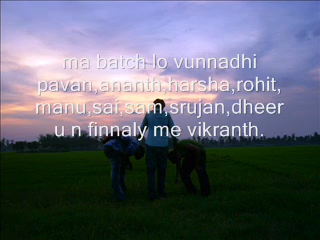 ma batch lo vunnadhi
pavan,ananth,harsha,rohit,
manu,sai,sam,srujan,dheer
u n finnaly me vikranth.